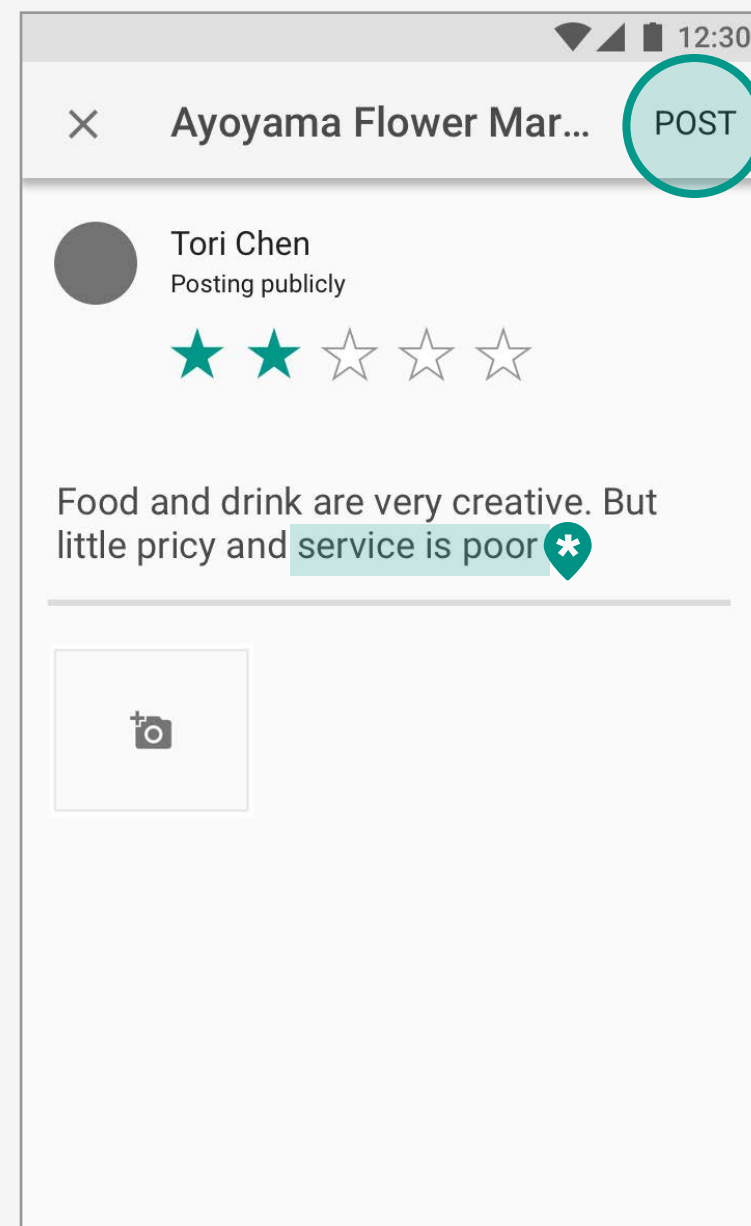 12:30
Ayoyama Flower Mar... POST
Tori Chen
Posting publicly
Food and drink are very creative. But
little pricy and service is poor *